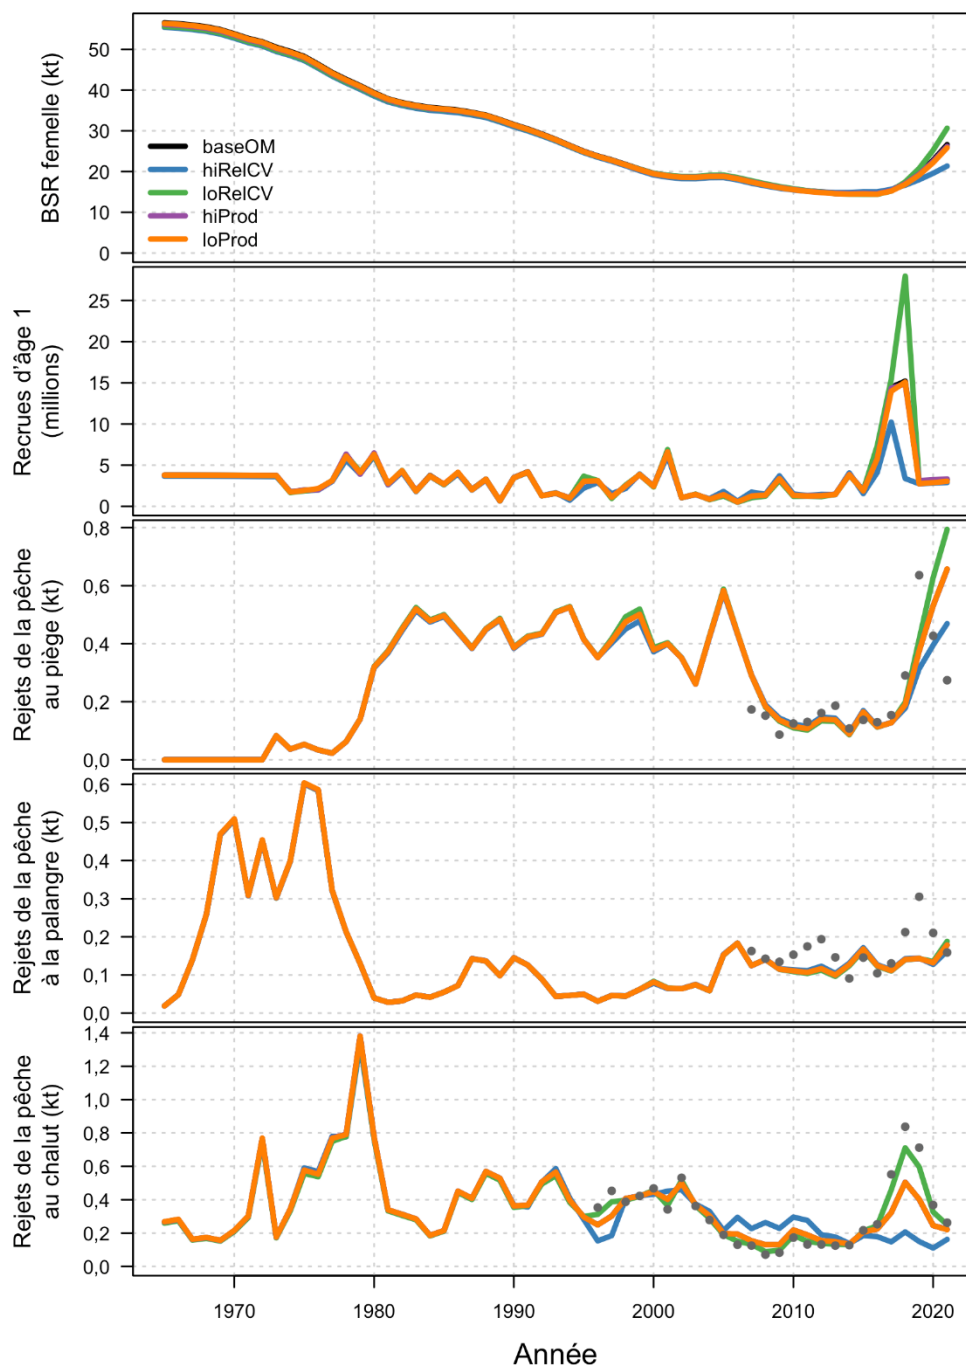 BSR femelle (kt)
50
40
30
20
10
0
baseOM
hiRelCV
loRelCV
hiProd
loProd
Recrues d'âge 1
(millions)
25
20
15
10
5
0
Rejets de la pêche
au piège (kt)
0,8
0,6
0,4
0,2
0,0
Rejets de la pêche
à la palangre (kt)
0,6
0,5
0,4
0,3
0,2
0,1
0,0
Rejets de la pêche
au chalut (kt)
1,4
1,2
1,0
0,8
0,6
0,4
0,2
0,0
1970 1980 1990 2000 2010 2020
Année